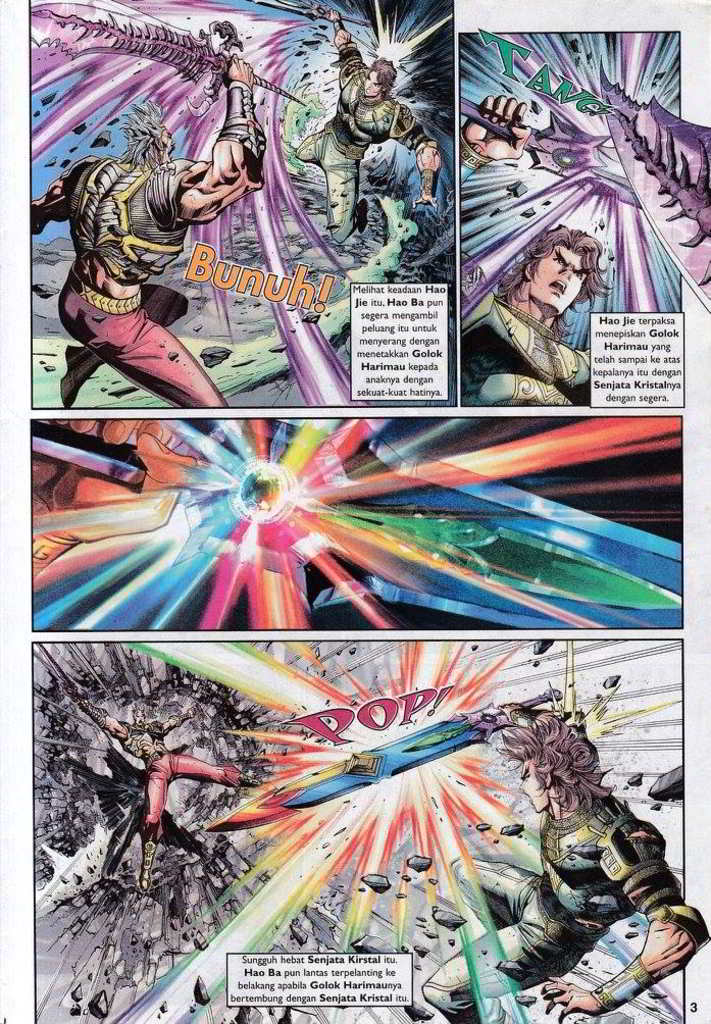 Bunuh!
Melihat keadaan Hao
Jie itu, Hao Ba pun
segera mengambil
peluang itu untuk
menyerang dengan
menetakkan Golok
Harimau kepada
anaknya dengan
sekuat-kuat hatinya.
TANG
Hao Jie terpaksa
menepiskan Golok
Harimau yang
telah sampai ke atas
kepalanya itu dengan
Senjata Kristalnya
dengan segera.
POP!
Sungguh hebat Senjata Kirstal itu.
Hao Ba pun lantas terpelanting ke
belakang apabila Golok Harimaunya
bertembung dengan Senjata Kristal itu.
3